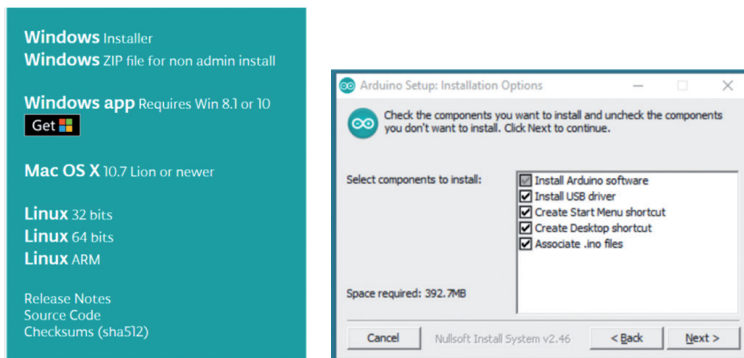 Windows Installer
Windows ZIP file for non admin install
Windows app Requires Win 8.1 or 10
Get
Mac OS X 10.7 Lion or newer
Linux 32 bits
Linux 64 bits
Linux ARM
Release Notes
Source Code
Checksums (sha512)
Arduino Setup: Installation Options
Check the components you want to install and uncheck the components
you don't want to install. Click Next to continue.
Select components to install:
Install Arduino software
Install USB driver
Create Start Menu shortcut
Create Desktop shortcut
Associate .ino files
Space required: 392.7MB
Cancel Nullsoft Install System v2.46 < Back Next >